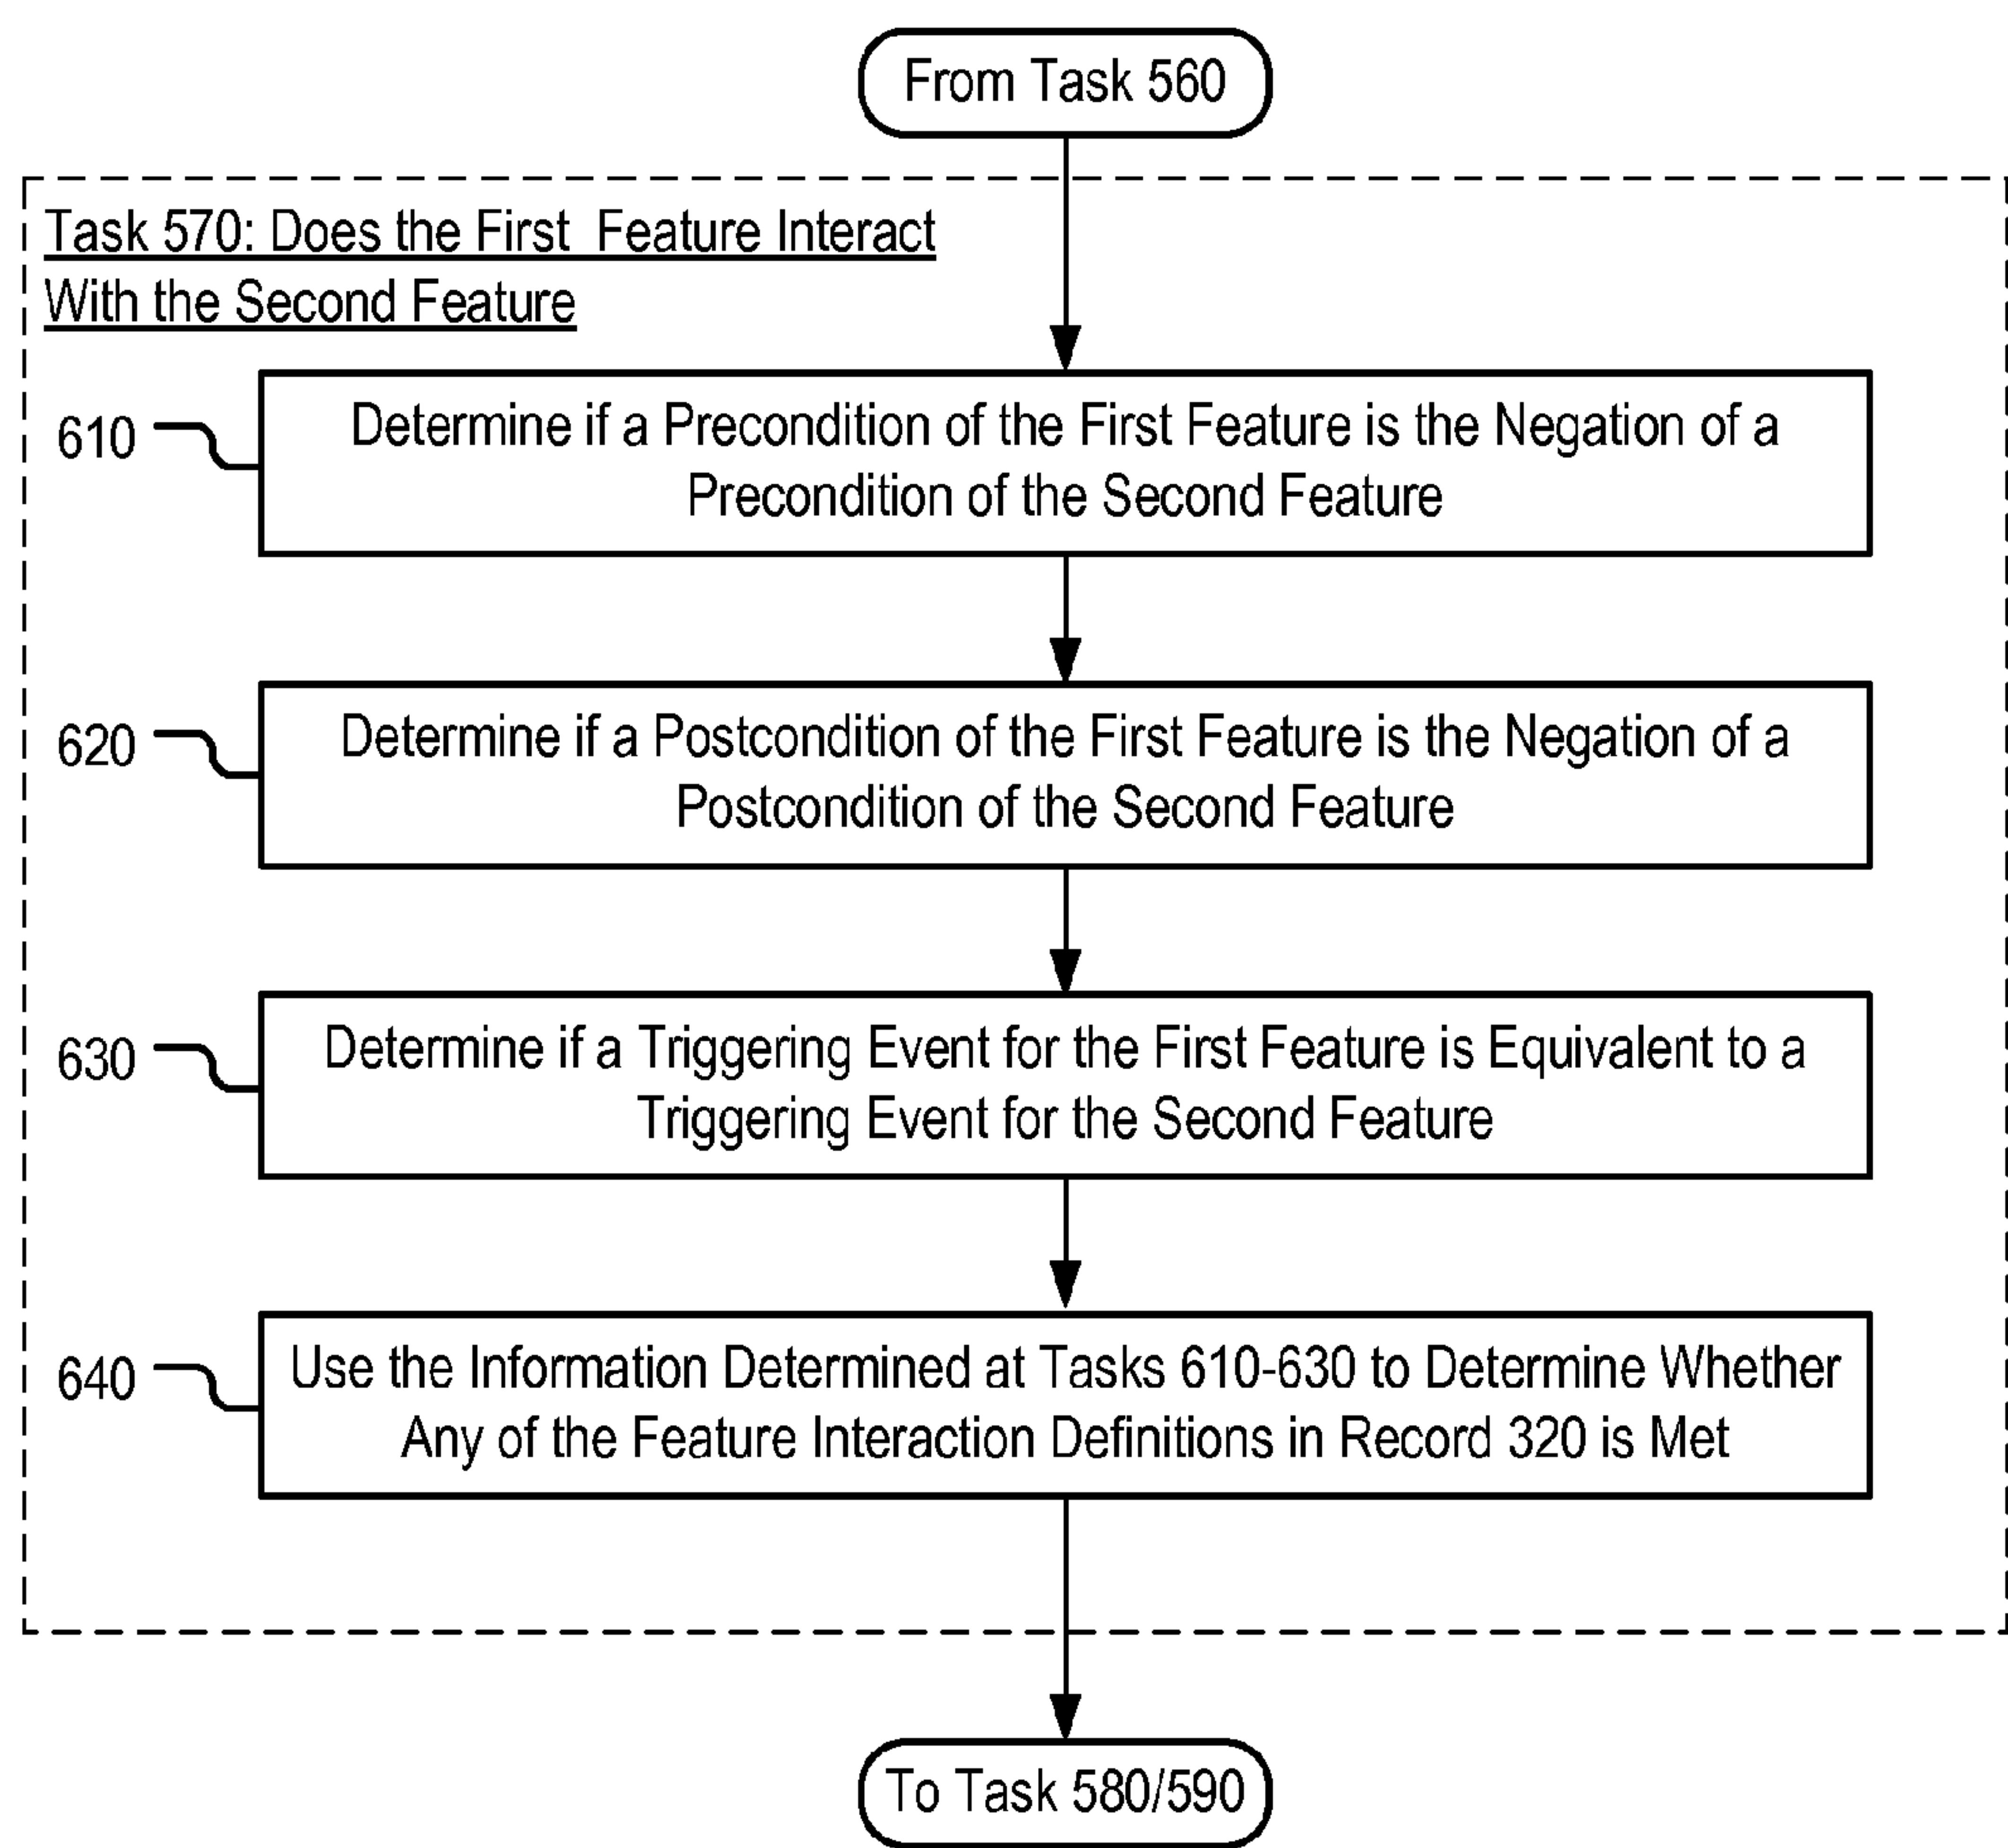 From Task 560
Task 570: Does the First Feature Interact
With the Second Feature
610
Determine if a Precondition of the First Feature is the Negation of a
Precondition of the Second Feature
620
Determine if a Postcondition of the First Feature is the Negation of a
Postcondition of the Second Feature
630
Determine if a Triggering Event for the First Feature is Equivalent to a
Triggering Event for the Second Feature
640
Use the Information Determined at Tasks 610-630 to Determine Whether
Any of the Feature Interaction Definitions in Record 320 is Met
To Task 580/590